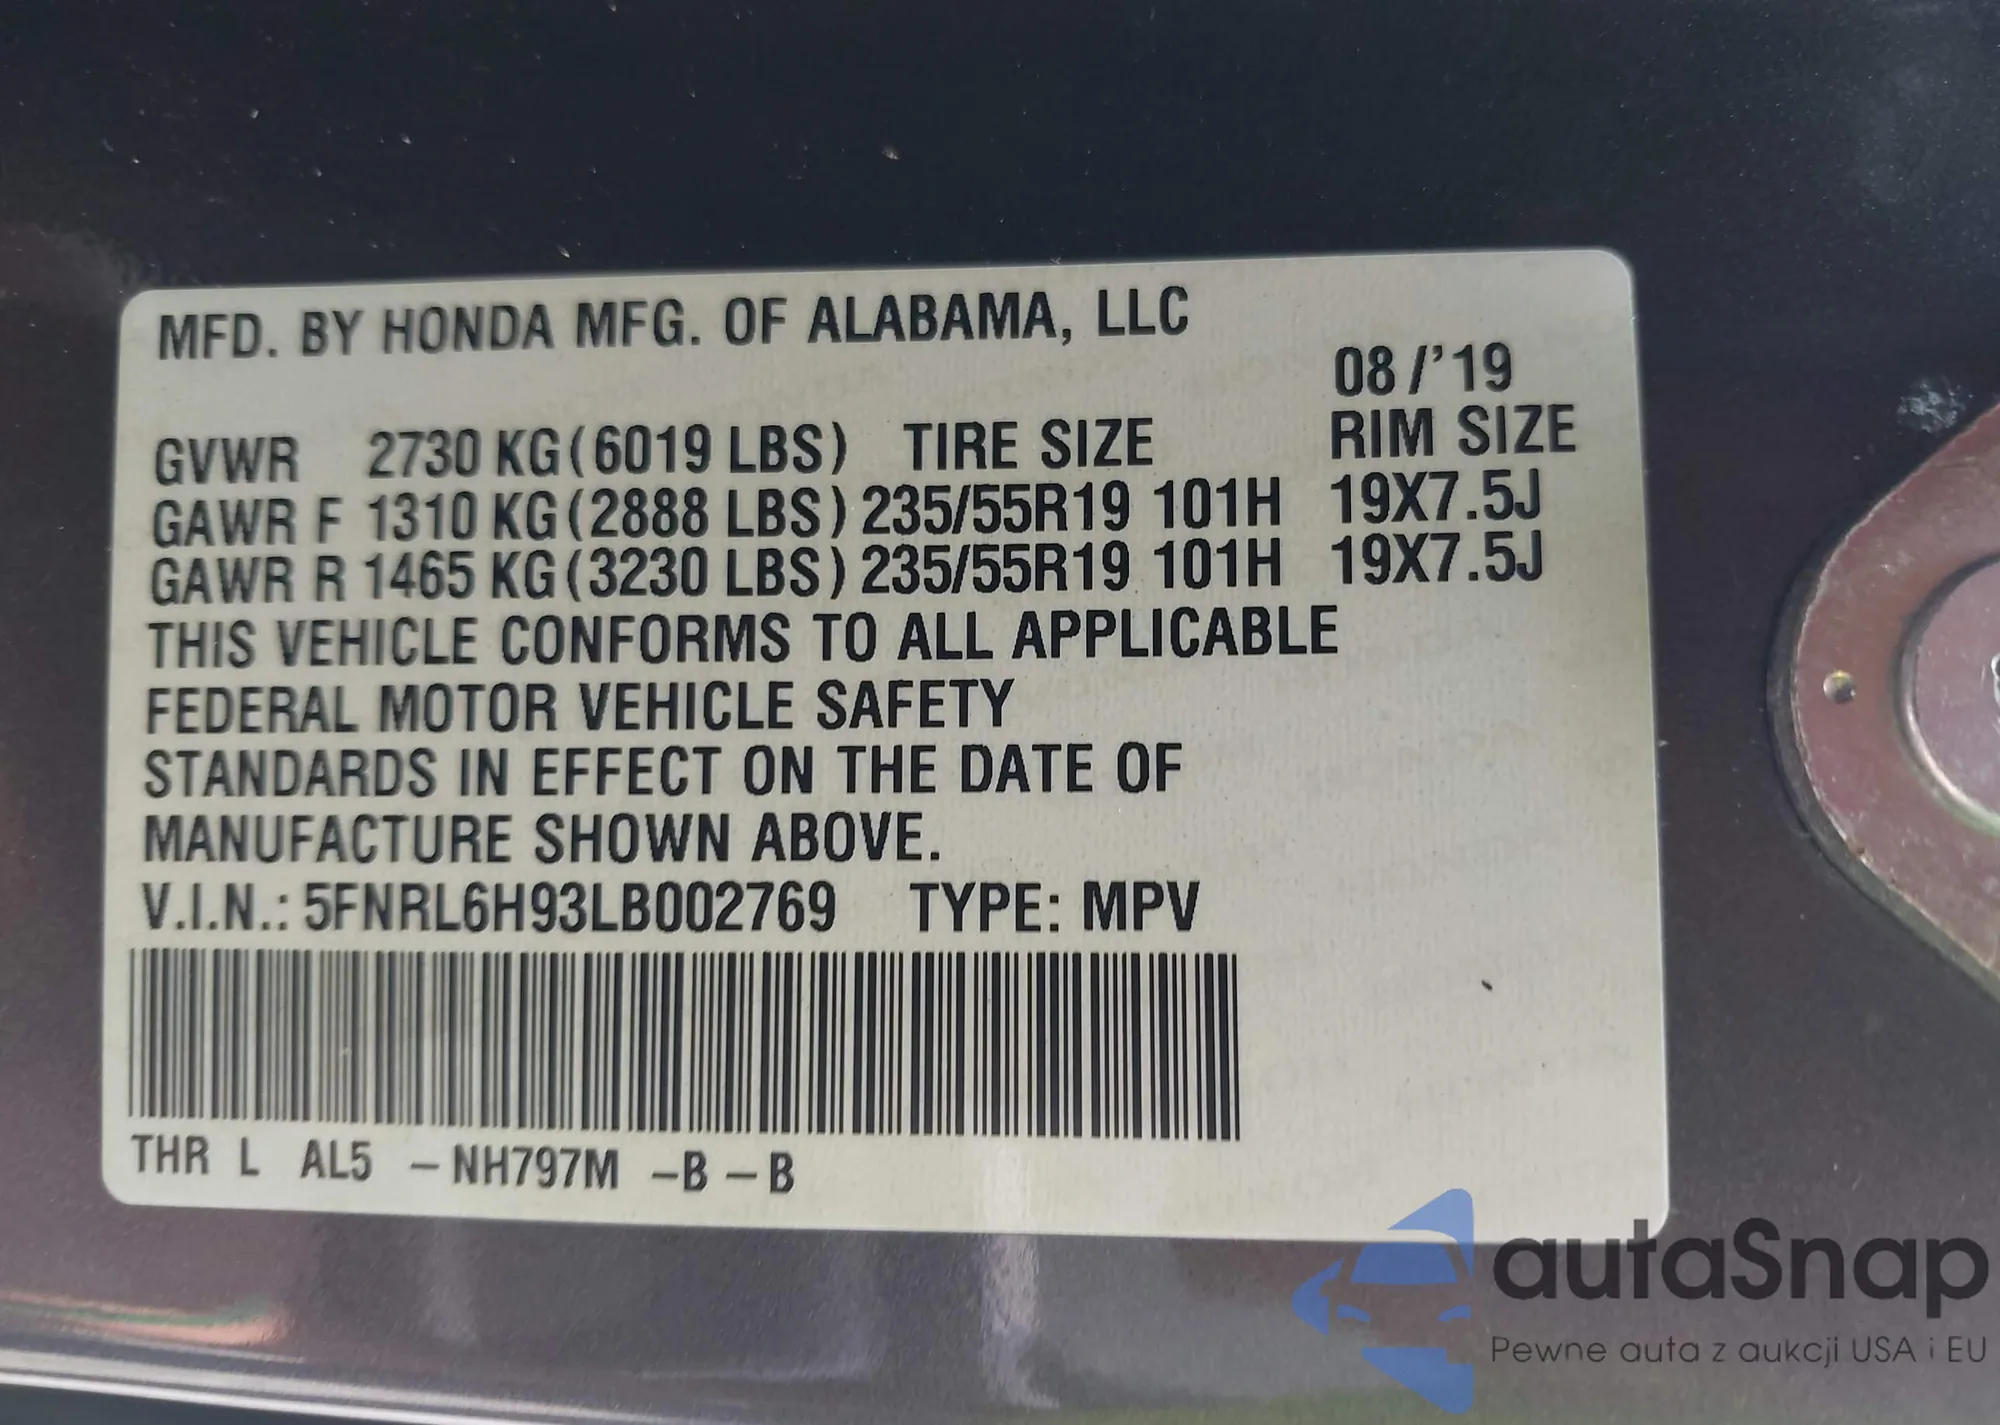 MFD. BY HONDA MFG. OF ALABAMA, LLC
08/'19
GVWR 2730 KG(6019 LBS) TIRE SIZE RIM SIZE
GAWR F 1310 KG(2888 LBS) 235/55R19 101H 19X7.5J
GAWR R 1465 KG(3230 LBS) 235/55R19 101H 19X7.5J
THIS VEHICLE CONFORMS TO ALL APPLICABLE
FEDERAL MOTOR VEHICLE SAFETY
STANDARDS IN EFFECT ON THE DATE OF
MANUFACTURE SHOWN ABOVE.
V.I.N.: 5FNRL6H93LB002769 TYPE: MPV
THR L AL5 –NH797M –B–B
autaSnap
Pewne auta z aukcji USA i EU